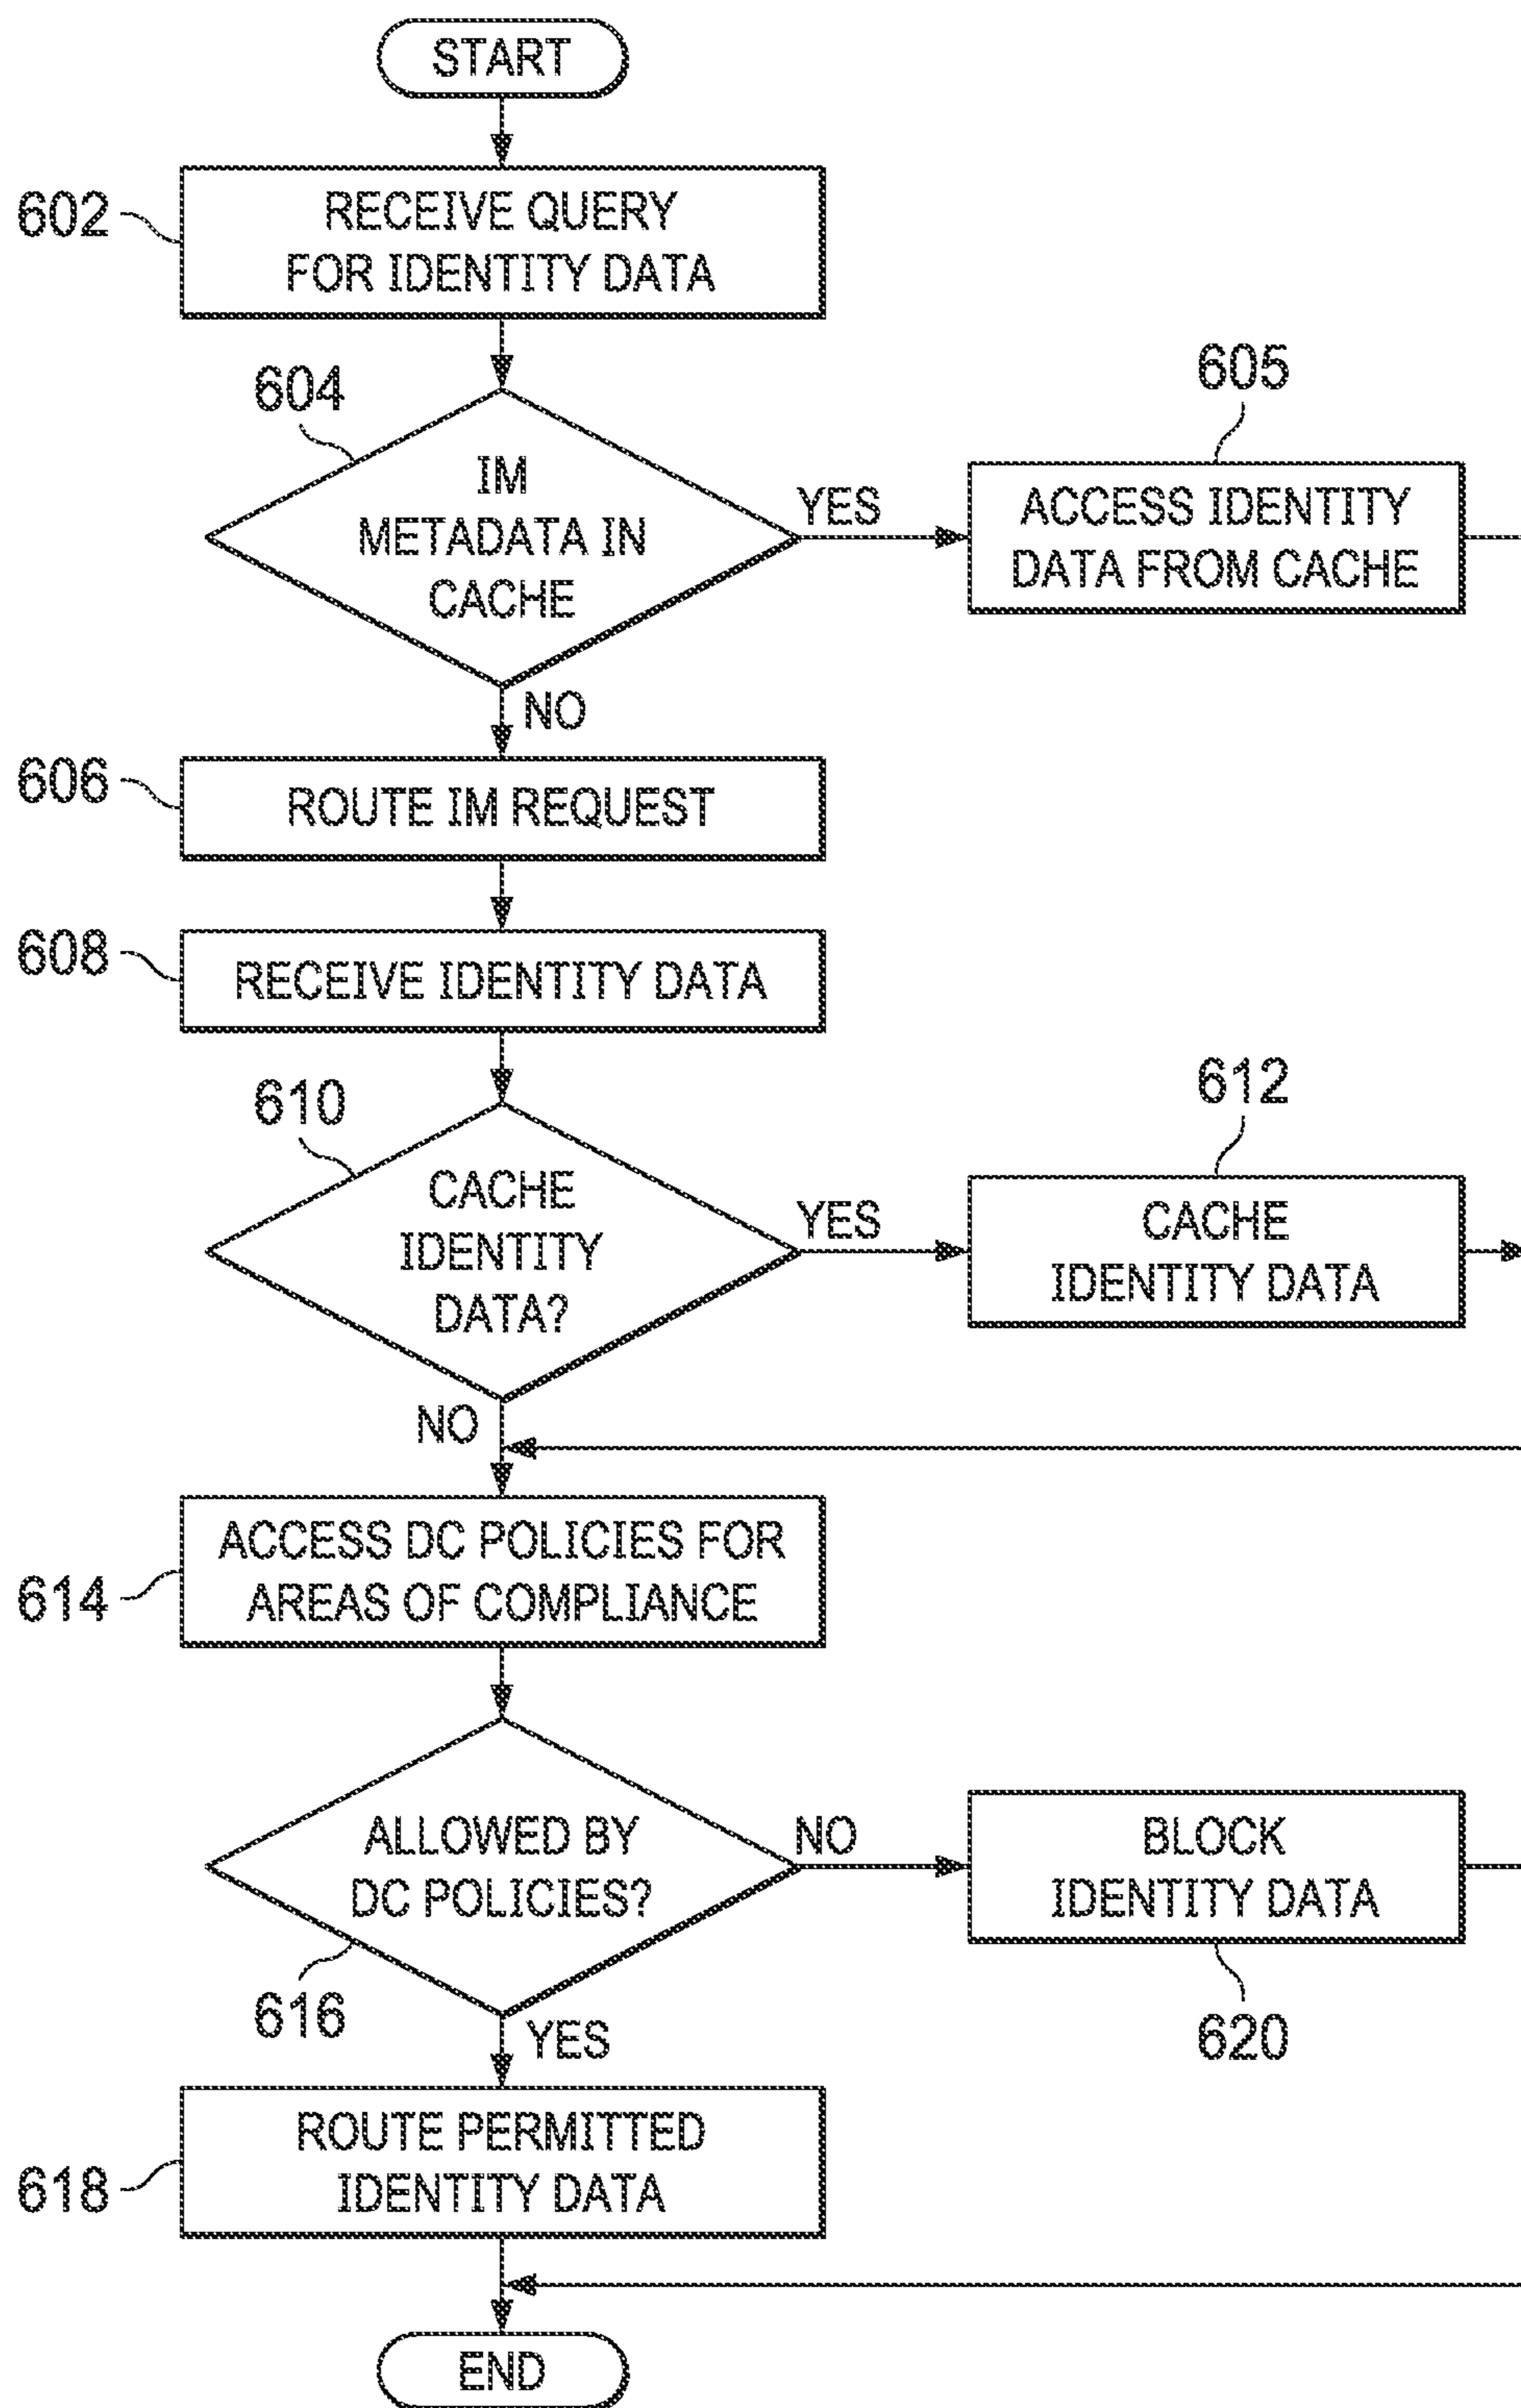 START
602
RECEIVE QUERY
FOR IDENTITY DATA
604
IM
METADATA IN
CACHE
YES
605
ACCESS IDENTITY
DATA FROM CACHE
NO
606
ROUTE IM REQUEST
608
RECEIVE IDENTITY DATA
610
CACHE
IDENTITY
DATA?
YES
612
CACHE
IDENTITY DATA
NO
614
ACCESS DC POLICIES FOR
AREAS OF COMPLIANCE
616
ALLOWED BY
DC POLICIES?
NO
BLOCK
IDENTITY DATA
620
YES
618
ROUTE PERMITTED
IDENTITY DATA
END